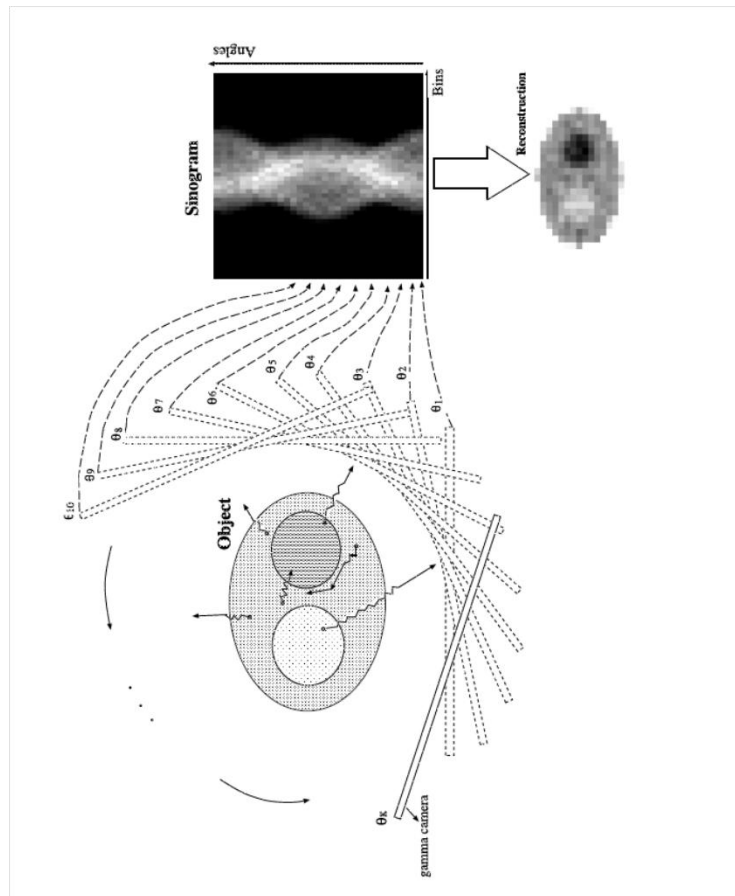 Angles
Sinogram
Bins
Reconstruction
Object
θ1
θ2
θ3
θ4
θ5
θ6
θ7
θ8
θ9
θ10
θK
gamma camera